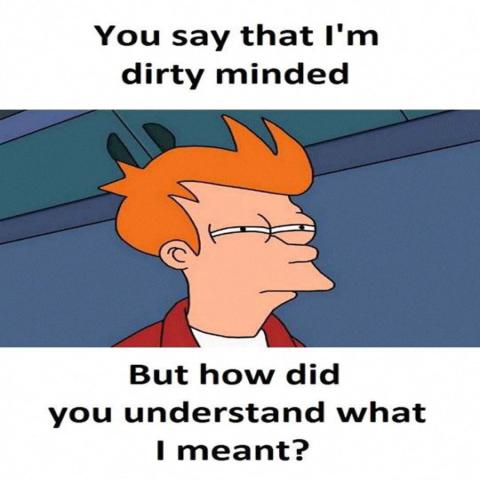 You say that I'm
dirty minded
But how did
you understand what
I meant?